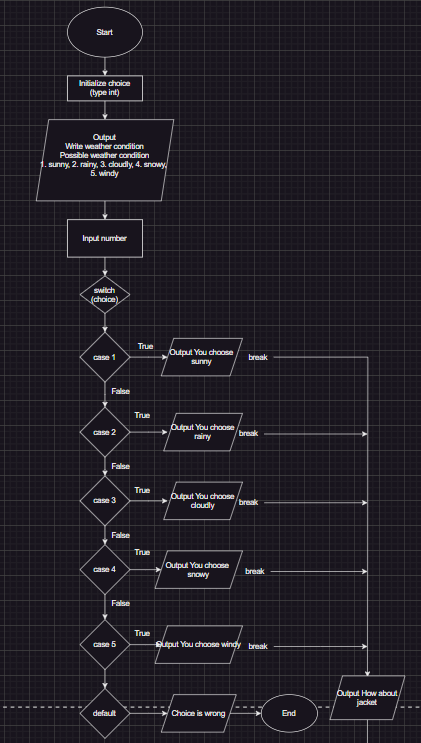 Start
Initialize choice
(type int)
Output
Write weather condition
Possible weather condition
1. sunny, 2. rainy, 3. cloudly, 4. snowy,
5. windy
Input number
switch
(choice)
case 1
True
Output You choose
sunny
break
False
case 2
True
Output You choose
rainy
break
False
case 3
True
Output You choose
cloudly
break
False
case 4
True
Output You choose
snowy
break
False
case 5
True
Output You choose windy
break
default
Choice is wrong
End
Output How about
jacket